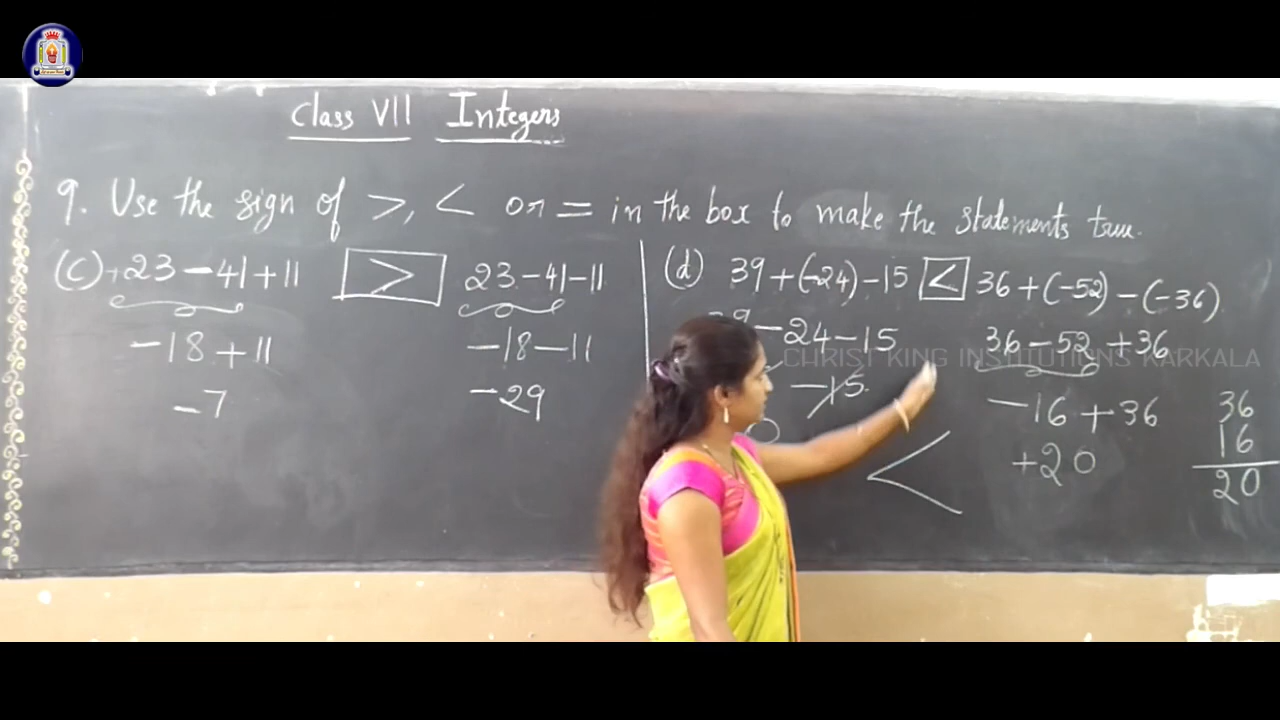 Class VII Integers
9. Use the sign of >, < or = in the box to make the statements true.
(c) +23 - 41 + 11 > 23 - 41 - 11
-18 + 11 -18 - 11
-7 -29
(d) 39 + (-24) - 15 < 36 + (-52) - (-36)
39 - 24 - 15 36 - 52 + 36
-15 -16 + 36
0 < +20
36
16
20
CHRIST KING INSTITUTIONS KARKALA